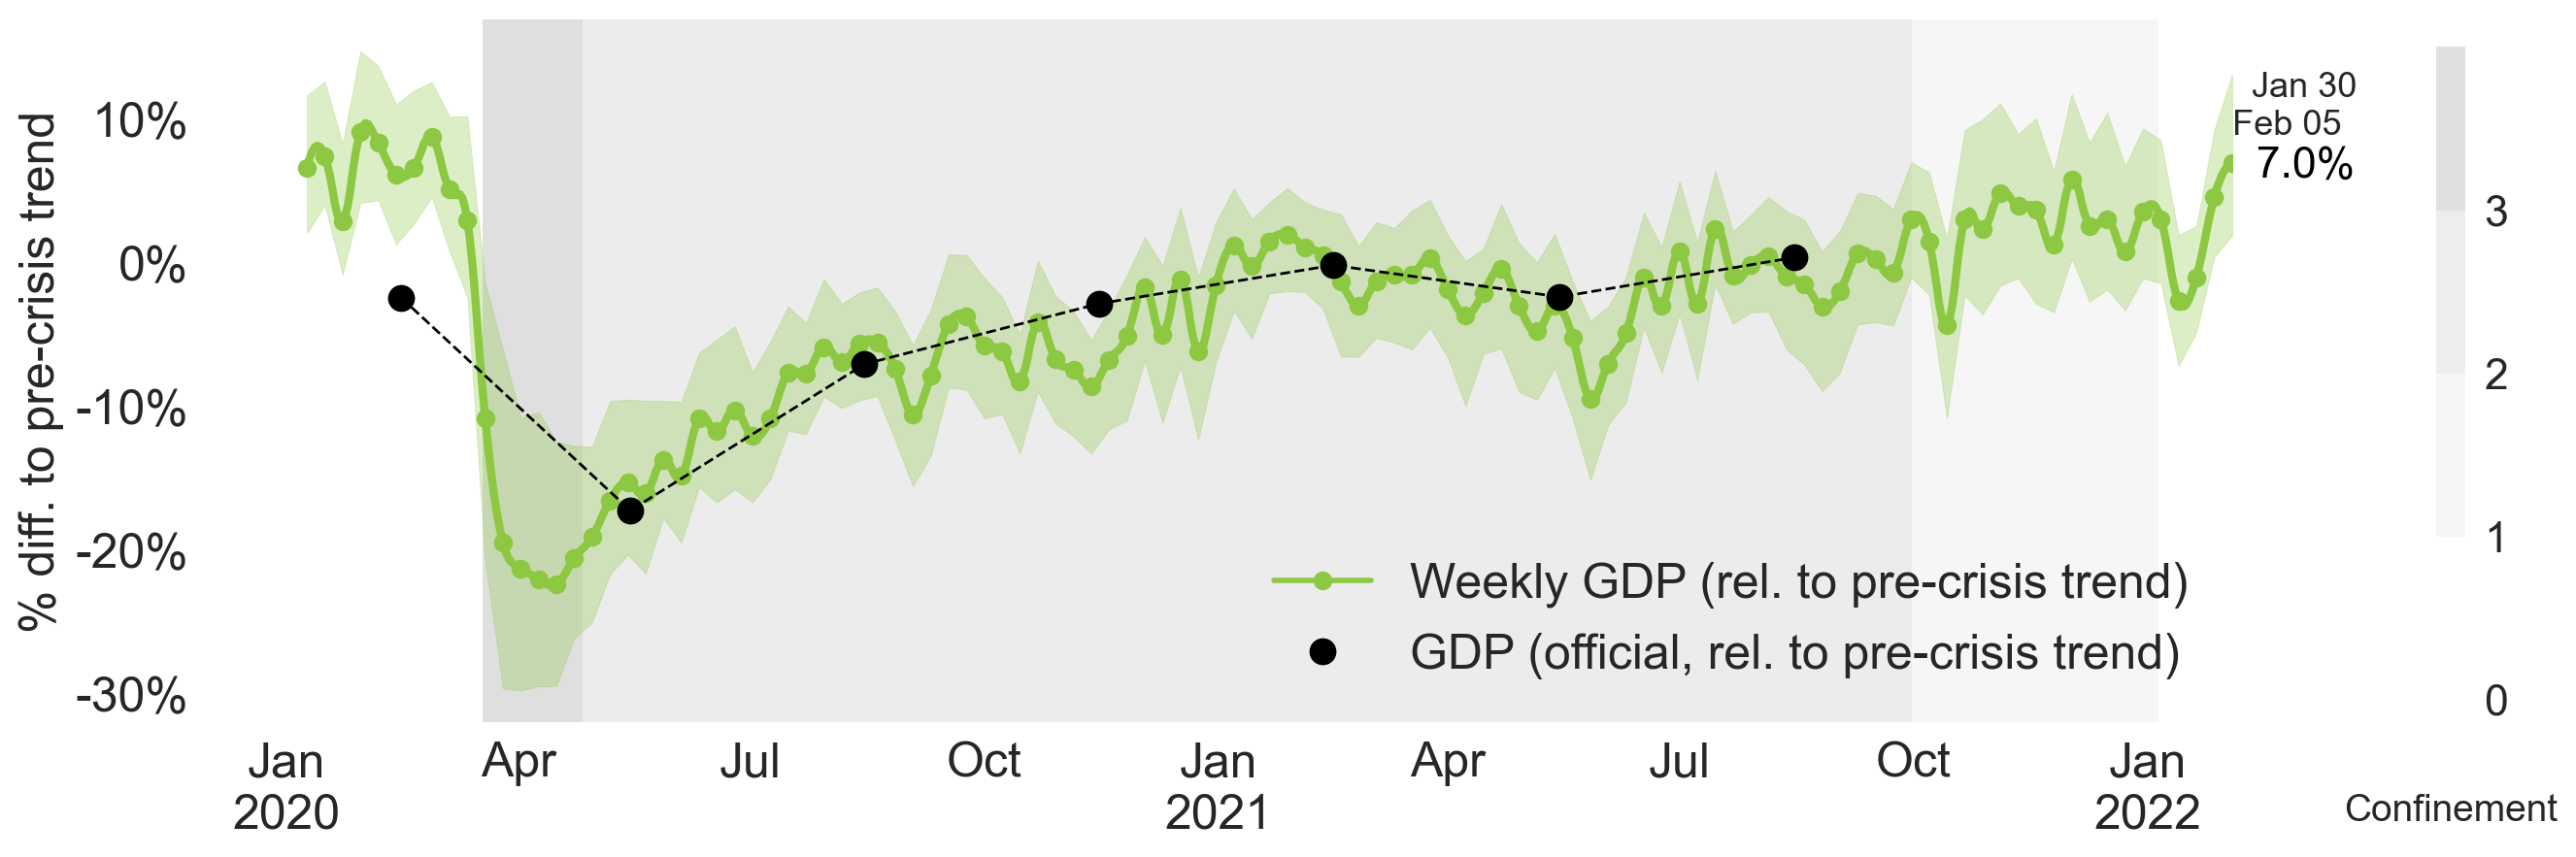 % diff. to pre-crisis trend
10%
0%
-10%
-20%
-30%
Jan 30
Feb 05
7.0%
3
2
1
0
Weekly GDP (rel. to pre-crisis trend)
GDP (official, rel. to pre-crisis trend)
Jan Apr Jul Oct Jan Apr Jul Oct Jan
2020 2021 2022
Confinement